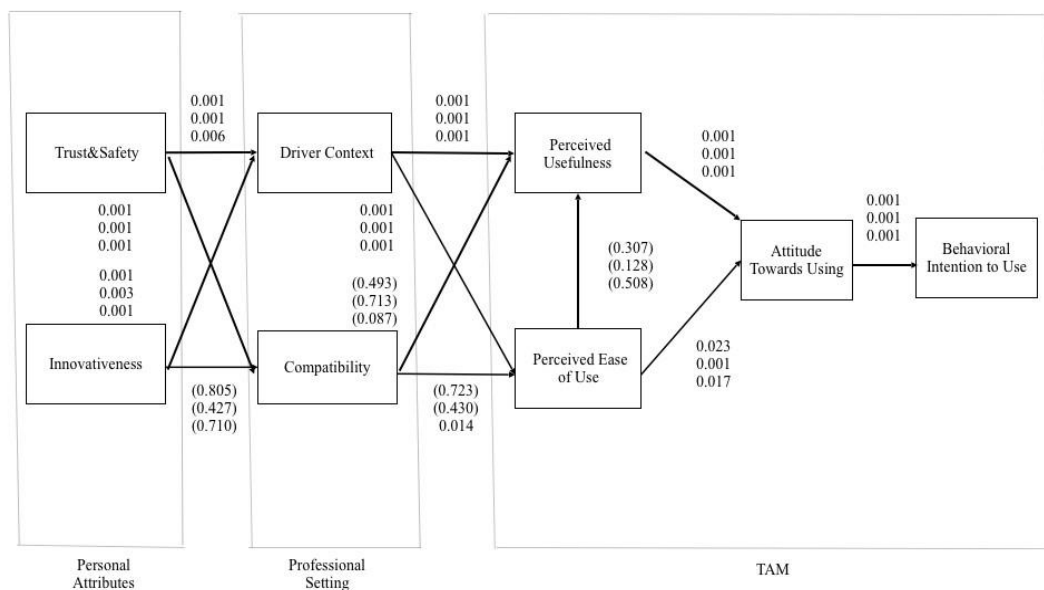 0.001
0.001
0.006
0.001
0.001
0.001
Trust&Safety
Driver Context
Perceived
Usefulness
0.001
0.001
0.001
0.001
0.001
0.001
0.001
0.001
0.001
0.001
0.001
0.001
Attitude
Towards Using
Behavioral
Intention to Use
(0.307)
(0.128)
(0.508)
0.001
0.003
0.001
(0.493)
(0.713)
(0.087)
Innovativeness
Compatibility
Perceived Ease
of Use
0.023
0.001
0.017
(0.805)
(0.427)
(0.710)
(0.723)
(0.430)
0.014
Personal
Attributes
Professional
Setting
TAM